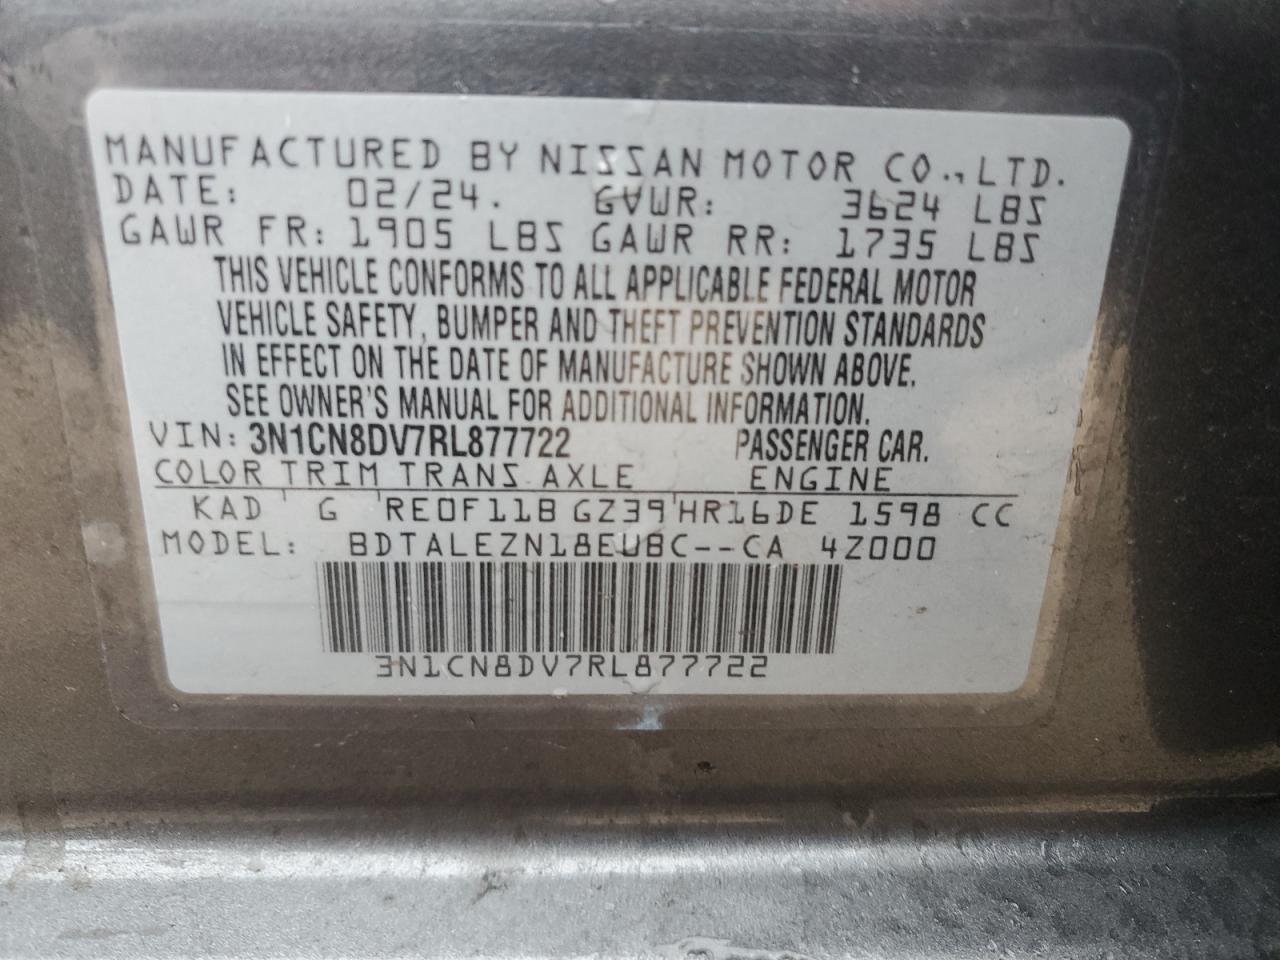 MANUFACTURED BY NISSAN MOTOR CO., LTD.
DATE: 02/24. GVWR: 3624 LBS
GAWR FR: 1905 LBS GAWR RR: 1735 LBS
THIS VEHICLE CONFORMS TO ALL APPLICABLE FEDERAL MOTOR
VEHICLE SAFETY, BUMPER AND THEFT PREVENTION STANDARDS
IN EFFECT ON THE DATE OF MANUFACTURE SHOWN ABOVE.
SEE OWNER'S MANUAL FOR ADDITIONAL INFORMATION.
VIN: 3N1CN8DV7RL877722 PASSENGER CAR.
COLOR TRIM TRANS AXLE ENGINE
KAD G RE0F11B GZ39 HR16DE 1598 CC
MODEL: BDTALEZN18EUBC--CA 4Z000
3N1CN8DV7RL877722